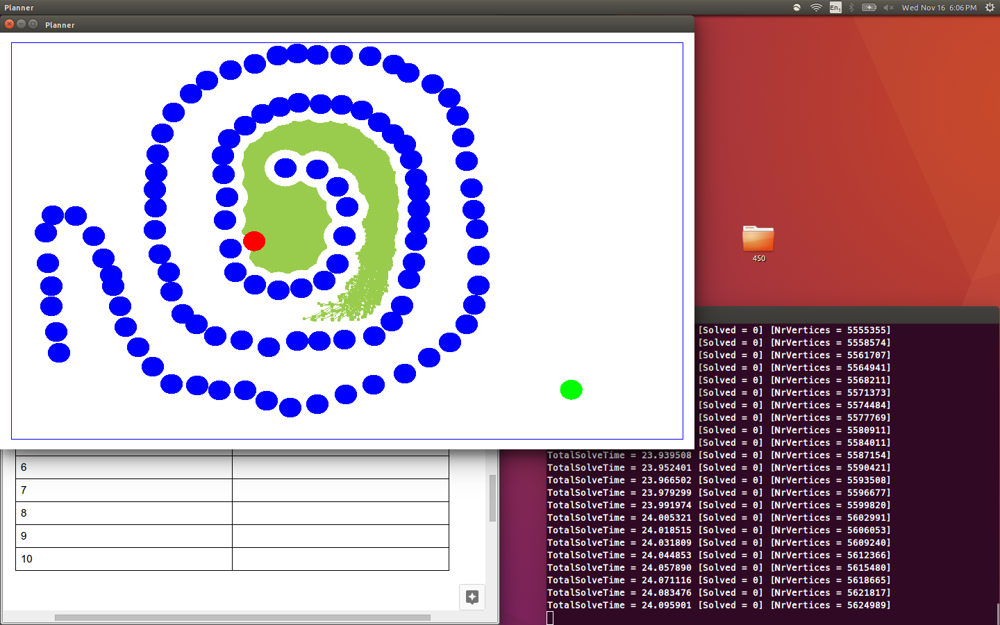 Planner
En1
Wed Nov 16 6:06 PM
Planner
450
[Solved = 0] [NrVertices = 5555355]
[Solved = 0] [NrVertices = 5558574]
[Solved = 0] [NrVertices = 5561707]
[Solved = 0] [NrVertices = 5564941]
[Solved = 0] [NrVertices = 5568211]
[Solved = 0] [NrVertices = 5571373]
[Solved = 0] [NrVertices = 5574484]
[Solved = 0] [NrVertices = 5577769]
[Solved = 0] [NrVertices = 5580911]
[Solved = 0] [NrVertices = 5584011]
TotalSolveTime = 23.939508 [Solved = 0] [NrVertices = 5587154]
TotalSolveTime = 23.952401 [Solved = 0] [NrVertices = 5590421]
TotalSolveTime = 23.966502 [Solved = 0] [NrVertices = 5593508]
TotalSolveTime = 23.979299 [Solved = 0] [NrVertices = 5596677]
TotalSolveTime = 23.991974 [Solved = 0] [NrVertices = 5599820]
TotalSolveTime = 24.005321 [Solved = 0] [NrVertices = 5602991]
TotalSolveTime = 24.018515 [Solved = 0] [NrVertices = 5606053]
TotalSolveTime = 24.031809 [Solved = 0] [NrVertices = 5609240]
TotalSolveTime = 24.044853 [Solved = 0] [NrVertices = 5612366]
TotalSolveTime = 24.057890 [Solved = 0] [NrVertices = 5615480]
TotalSolveTime = 24.071116 [Solved = 0] [NrVertices = 5618665]
TotalSolveTime = 24.083476 [Solved = 0] [NrVertices = 5621817]
TotalSolveTime = 24.095901 [Solved = 0] [NrVertices = 5624989]
6
7
8
9
10